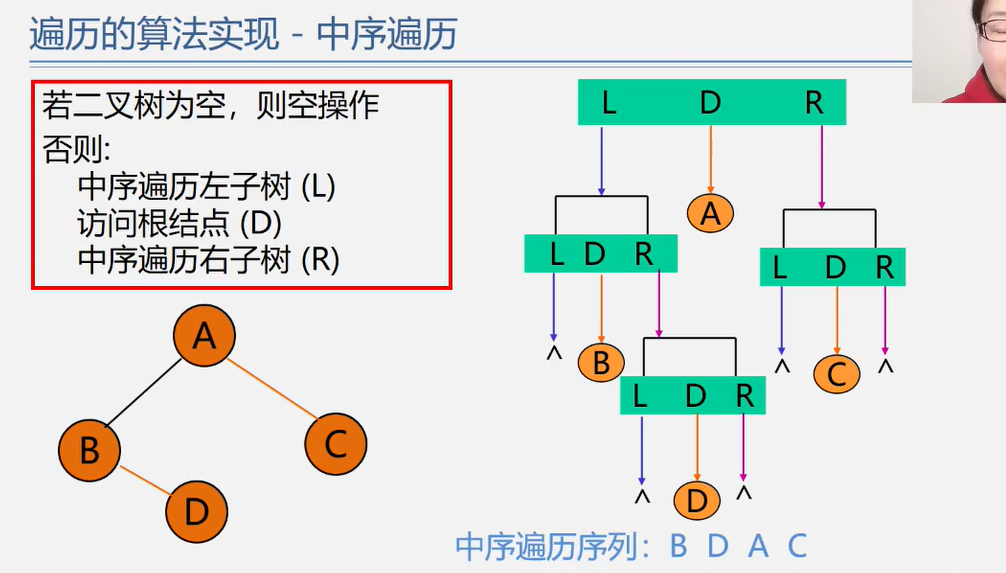 遍历的算法实现 - 中序遍历
若二叉树为空，则空操作
否则:
中序遍历左子树 (L)
访问根结点 (D)
中序遍历右子树 (R)
A
B
C
D
L D R
A
L D R
L D R
^
B
^
C
^
L D R
^
D
^
中序遍历序列： B D A C